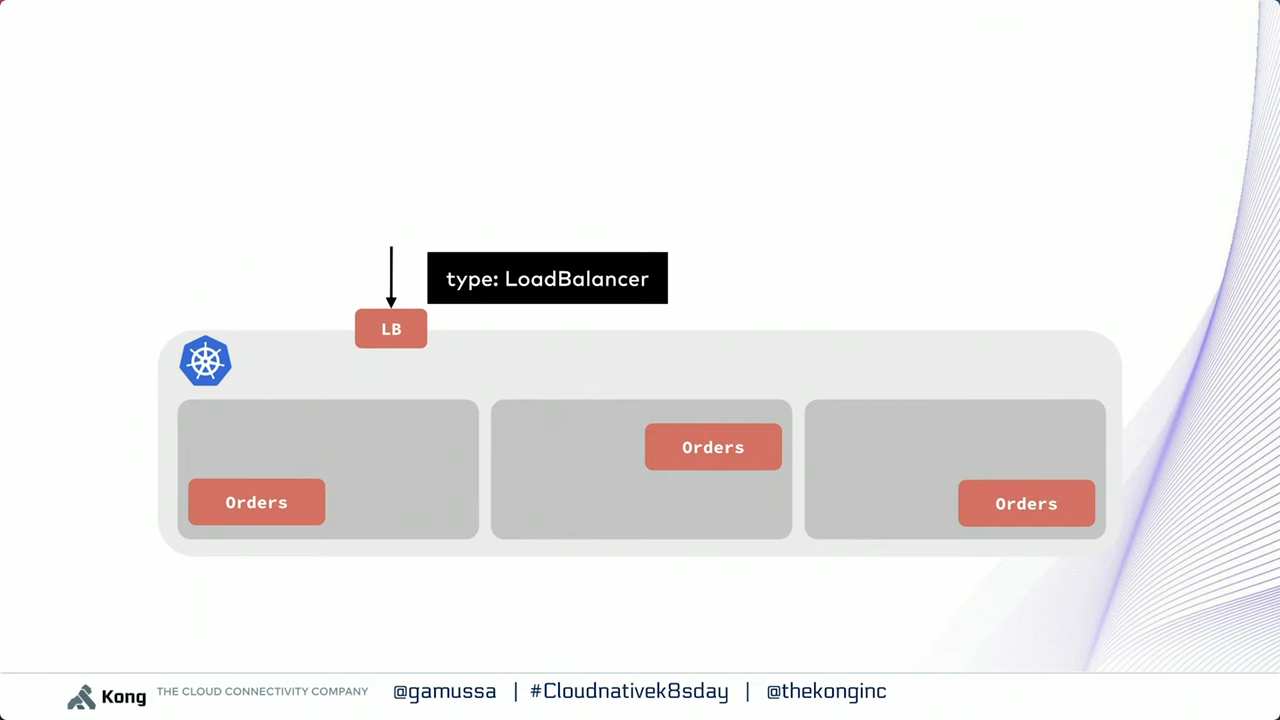 type: LoadBalancer
LB
Orders
Orders
Orders
Kong THE CLOUD CONNECTIVITY COMPANY @gamussa | #Cloudnativek8sday | @thekonginc